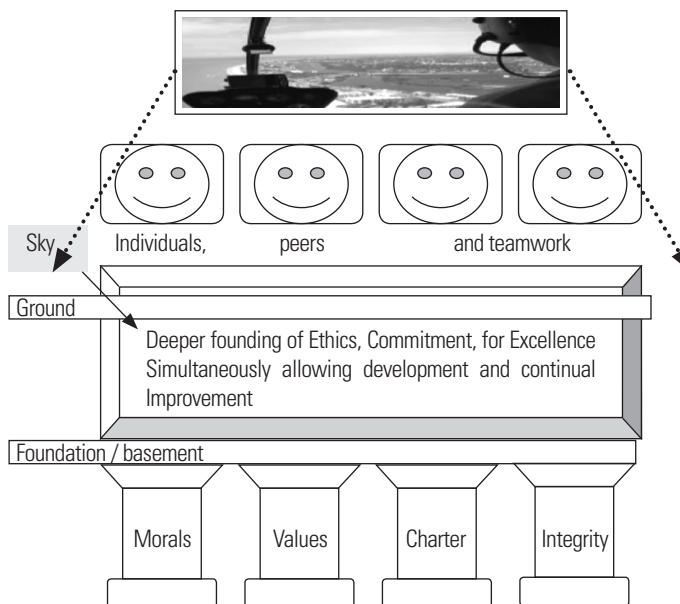 Sky
Individuals, peers and teamwork
Ground
Deeper founding of Ethics, Commitment, for Excellence
Simultaneously allowing development and continual
Improvement
Foundation / basement
Morals Values Charter Integrity